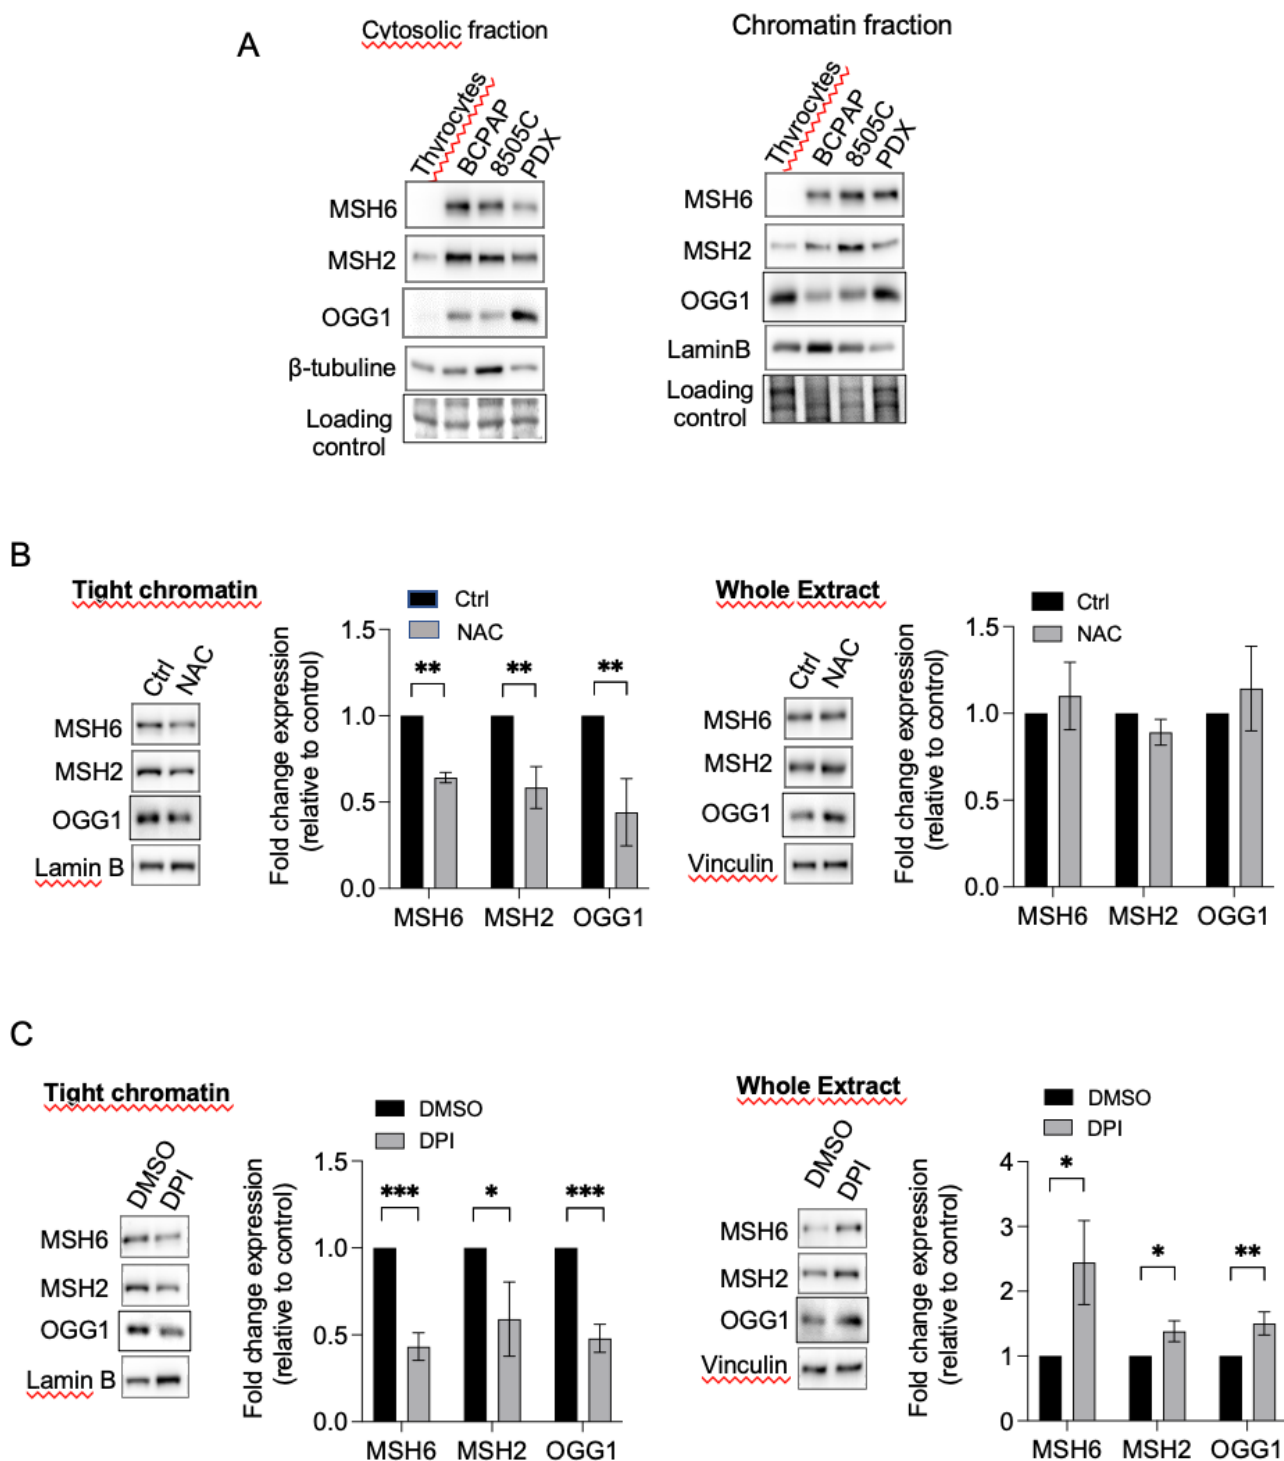 A
Cytosolic fraction
Chromatin fraction
Thyrocytes
BCPAP
8505C
PDX
MSH6
MSH2
OGG1
β-tubuline
Loading
control
Thyrocytes
BCPAP
8505C
PDX
MSH6
MSH2
OGG1
LaminB
Loading
control
B
Tight chromatin
Ctrl
NAC
MSH6
MSH2
OGG1
Lamin B
Ctrl
NAC
Fold change expression
(relative to control)
1.5
1.0
0.5
0.0
** ** **
MSH6 MSH2 OGG1
Whole Extract
Ctrl
NAC
MSH6
MSH2
OGG1
Vinculin
Ctrl
NAC
Fold change expression
(relative to control)
1.5
1.0
0.5
0.0
MSH6 MSH2 OGG1
C
Tight chromatin
DMSO
DPI
MSH6
MSH2
OGG1
Lamin B
DMSO
DPI
Fold change expression
(relative to control)
1.5
1.0
0.5
0.0
*** * ***
MSH6 MSH2 OGG1
Whole Extract
DMSO
DPI
MSH6
MSH2
OGG1
Vinculin
DMSO
DPI
Fold change expression
(relative to control)
4
3
2
1
0
* * **
MSH6 MSH2 OGG1